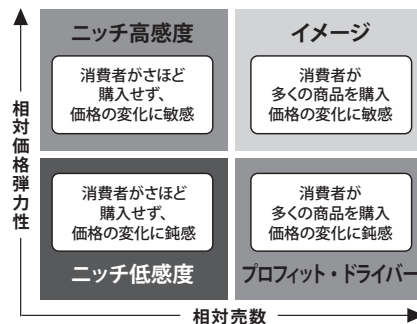 ニッチ高感度
消費者がさほど
購入せず、
価格の変化に敏感
イメージ
消費者が
多くの商品を購入
価格の変化に敏感
相対価格弾力性
消費者がさほど
購入せず、
価格の変化に鈍感
ニッチ低感度
消費者が
多くの商品を購入
価格の変化に鈍感
プロフィット・ドライバー
相対売数